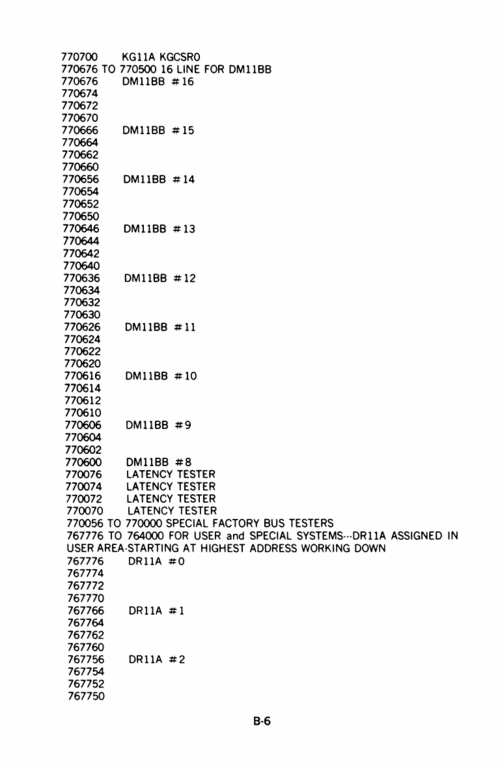 770700 KG11A KGCSRO
770676 TO 770500 16 LINE FOR DM11BB
770676 DM11BB #16
770674
770672
770670
770666 DM11BB #15
770664
770662
770660
770656 DM11BB #14
770654
770652
770650
770646 DM11BB #13
770644
770642
770640
770636 DM11BB #12
770634
770632
770630
770626 DM11BB #11
770624
770622
770620
770616 DM11BB #10
770614
770612
770610
770606 DM11BB #9
770604
770602
770600 DM11BB #8
770076 LATENCY TESTER
770074 LATENCY TESTER
770072 LATENCY TESTER
770070 LATENCY TESTER
770056 TO 770000 SPECIAL FACTORY BUS TESTERS
767776 TO 764000 FOR USER and SPECIAL SYSTEMS---DR11A ASSIGNED IN
USER AREA-STARTING AT HIGHEST ADDRESS WORKING DOWN
767776 DR11A #0
767774
767772
767770
767766 DR11A #1
767764
767762
767760
767756 DR11A #2
767754
767752
767750
B-6